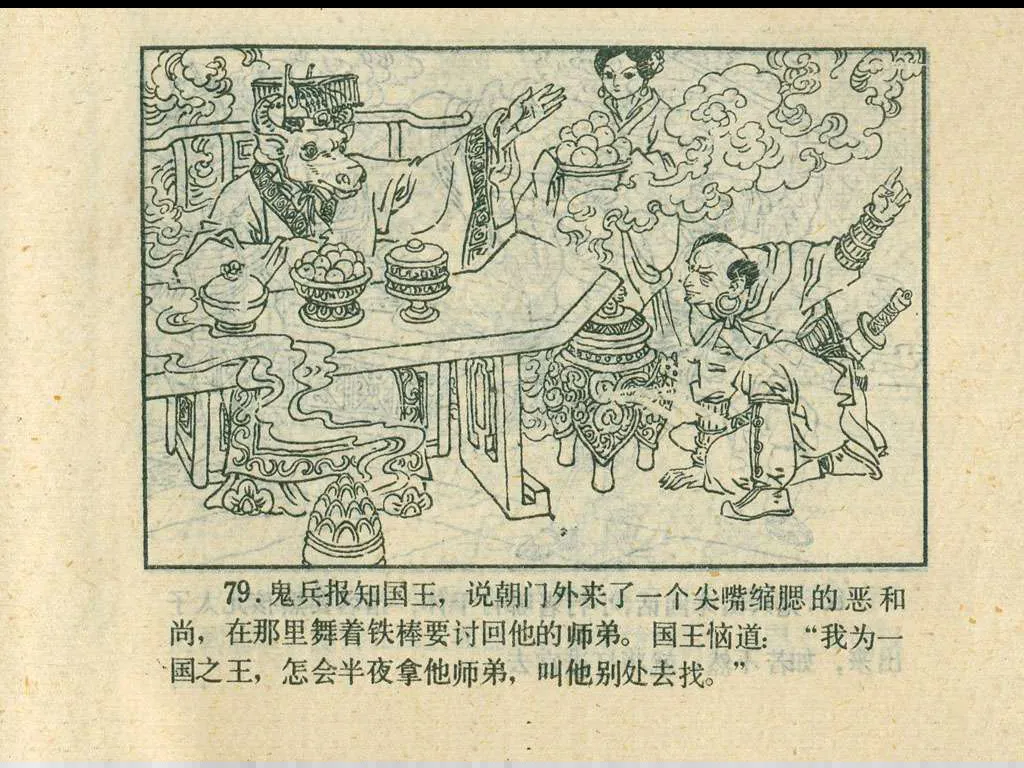 79.鬼兵报知国王，说朝门外来了一个尖嘴缩腮的恶和
尚，在那里舞着铁棒要讨回他的师弟。国王恼道：“我为一
国之王，怎会半夜拿他师弟，叫他别处去找。”